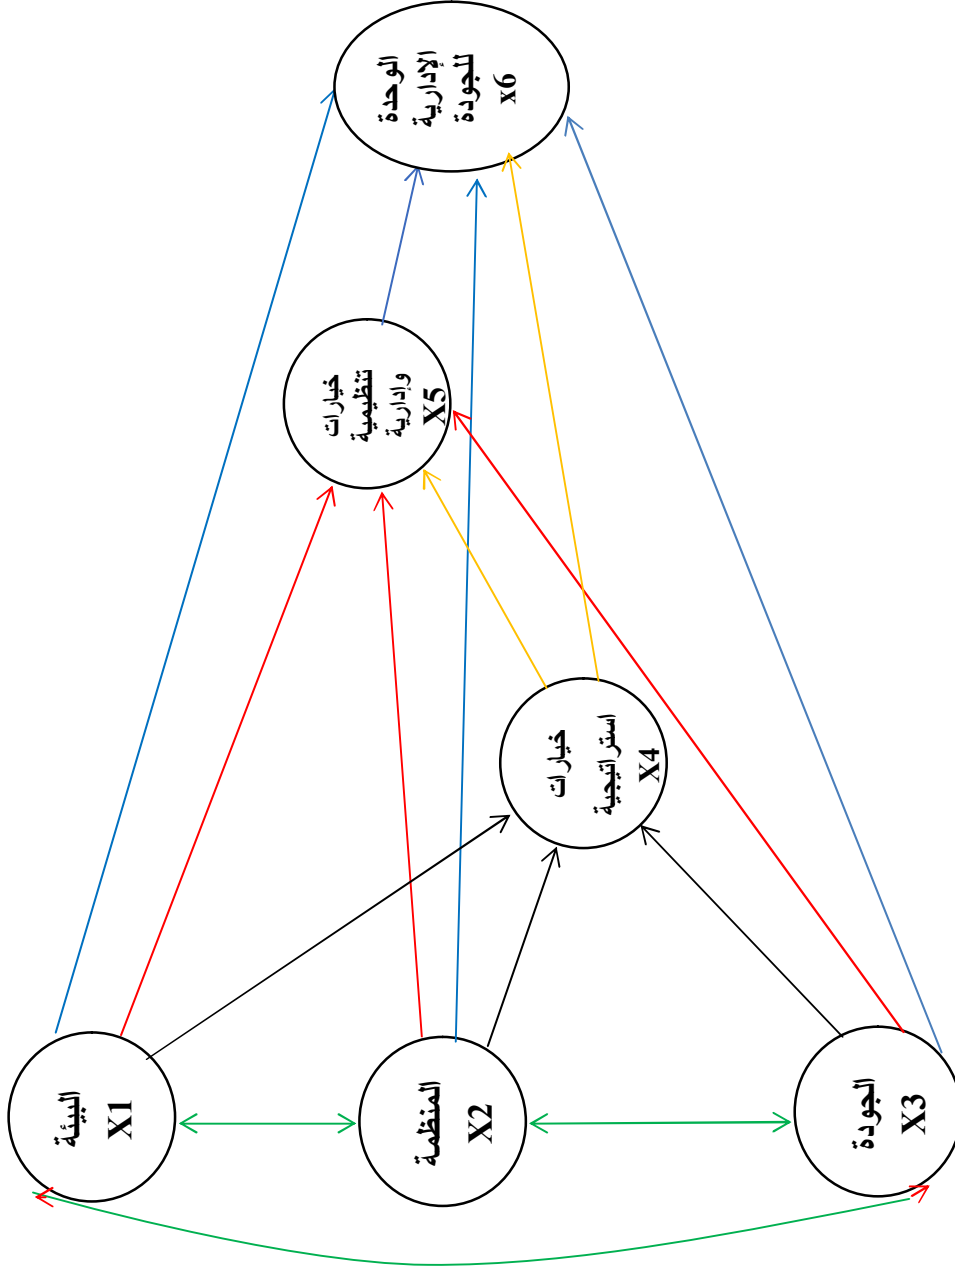 الوحدة
الإدارية
للجودة
x6
خيارات
تنظيمية
وإدارية
X5
خيارات
استراتيجية
X4
البيئة
X1
المنظمة
X2
الجودة
X3